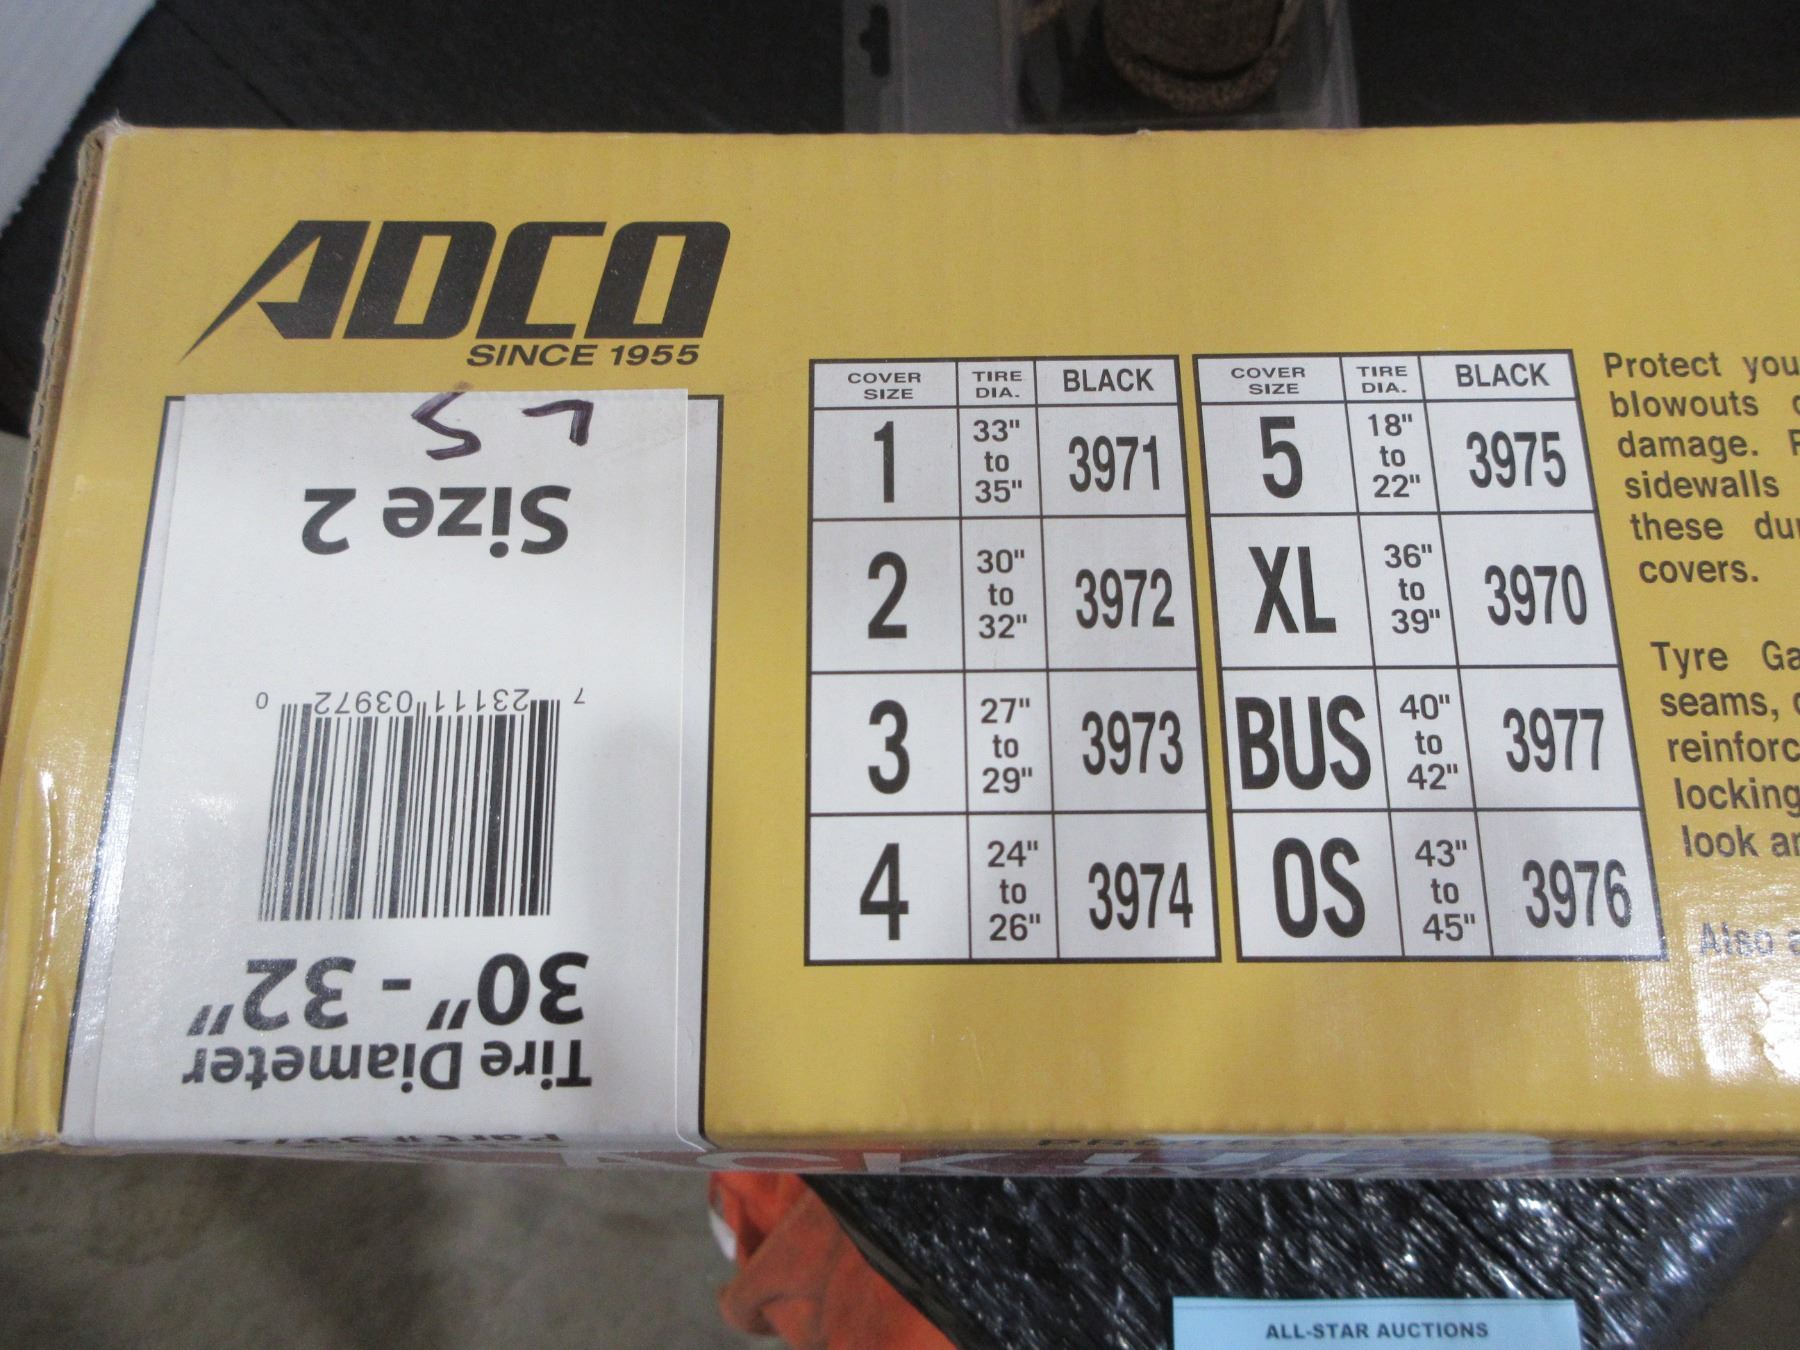 ADCO
SINCE 1955
COVER SIZE TIRE DIA. BLACK
1 33" to 35" 3971
2 30" to 32" 3972
3 27" to 29" 3973
4 24" to 26" 3974
COVER SIZE TIRE DIA. BLACK
5 18" to 22" 3975
XL 36" to 39" 3970
BUS 40" to 42" 3977
OS 43" to 45" 3976
Protect
blowouts
damage.
sidewalls
these
covers.
Tyre
seams,
locking
look
Also
Part# 3972
Tire Diameter
30" - 32"
7 23111 03972 0
Size 2
ALL-STAR AUCTIONS